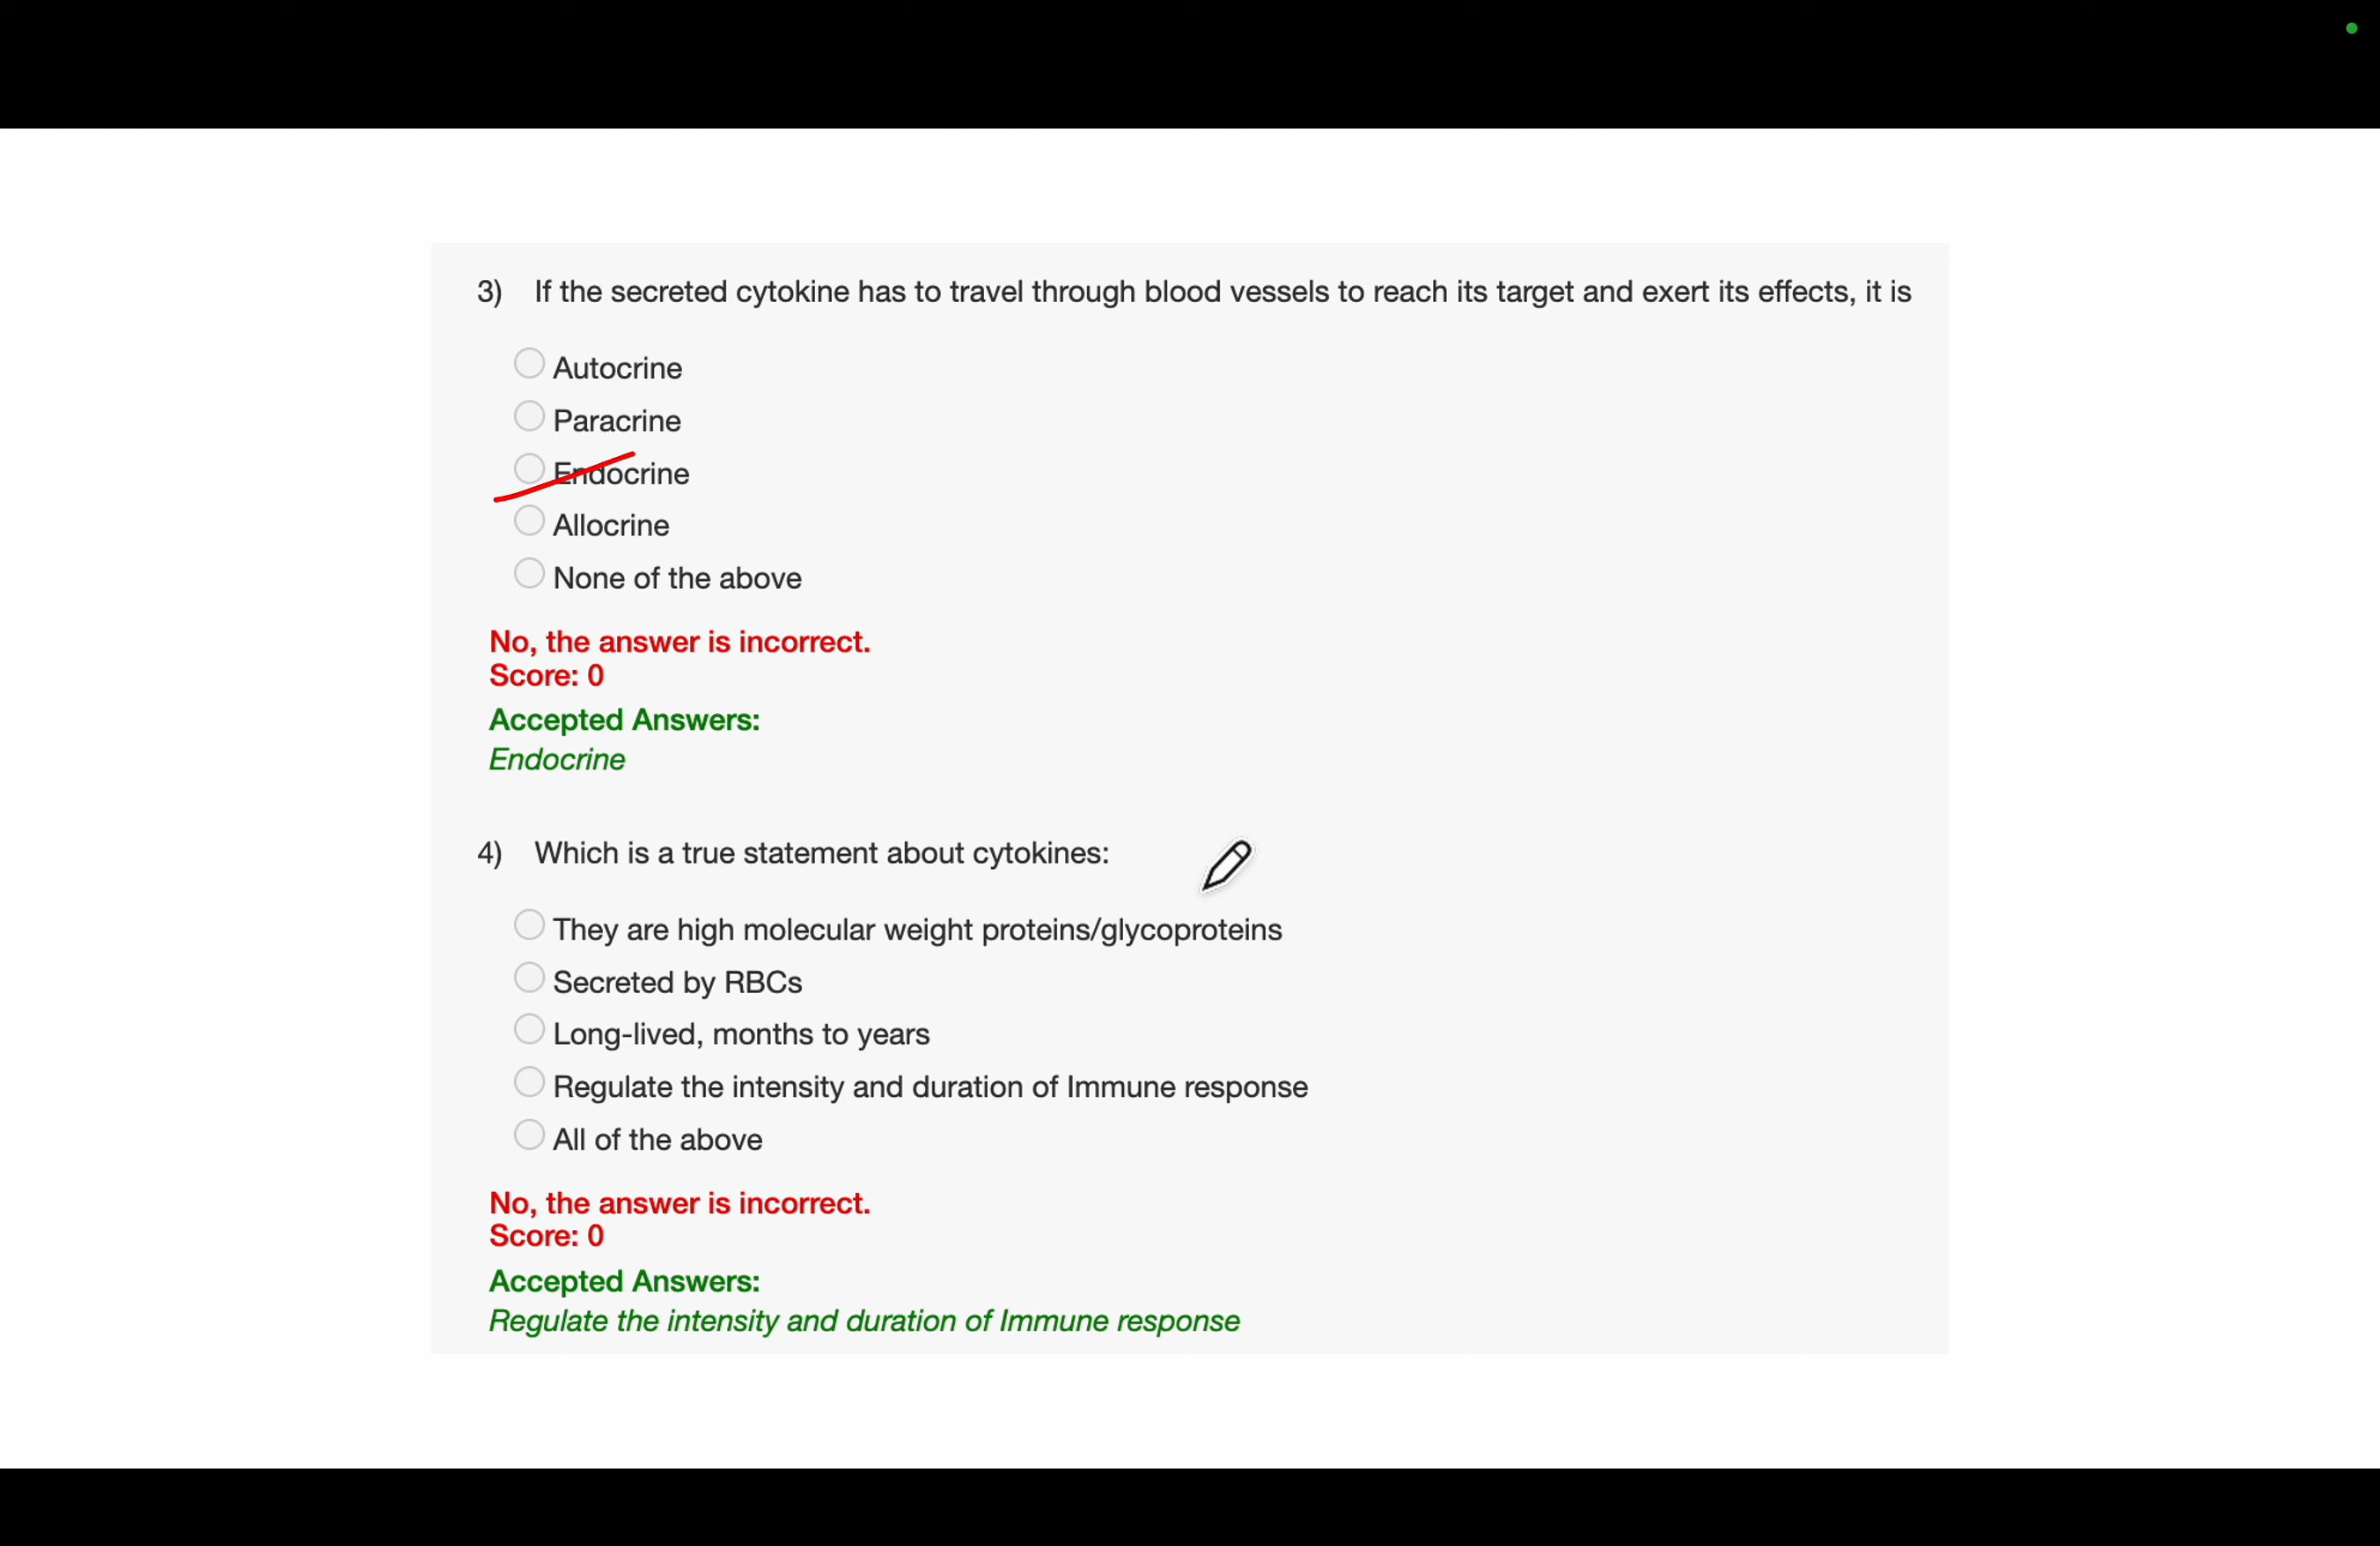 3) If the secreted cytokine has to travel through blood vessels to reach its target and exert its effects, it is
Autocrine
Paracrine
Endocrine
Allocrine
None of the above
No, the answer is incorrect.
Score: 0
Accepted Answers:
Endocrine
4) Which is a true statement about cytokines:
They are high molecular weight proteins/glycoproteins
Secreted by RBCs
Long-lived, months to years
Regulate the intensity and duration of Immune response
All of the above
No, the answer is incorrect.
Score: 0
Accepted Answers:
Regulate the intensity and duration of Immune response